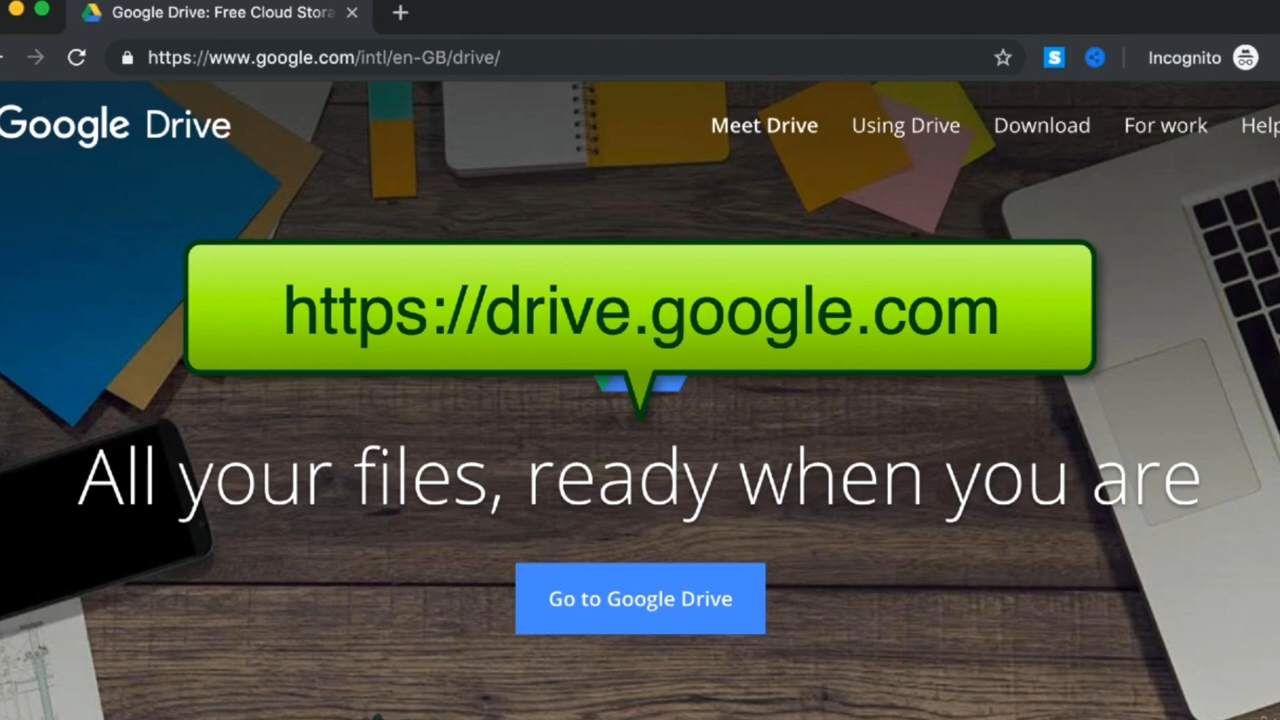 Google Drive: Free Cloud Stora
https://www.google.com/intl/en-GB/drive/
Incognito
Google Drive
Meet Drive
Using Drive
Download
For work
Help
https://drive.google.com
All your files, ready when you are
Go to Google Drive